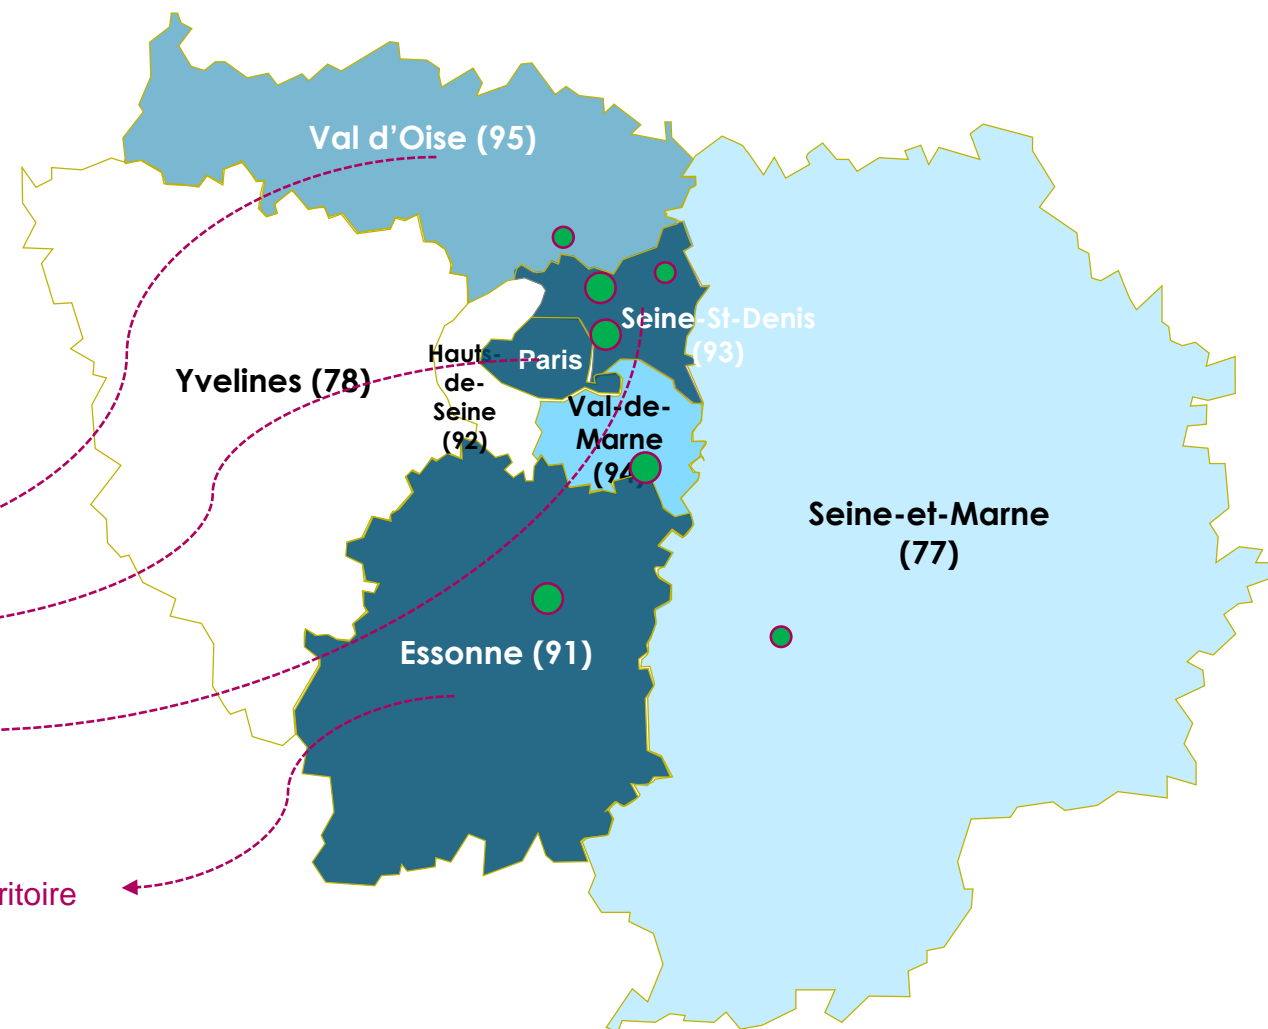 Val d’Oise (95)
Seine-St-Denis
(93)
Hauts-
de-
Seine
(92)
Paris
Yvelines (78)
Val-de-
Marne
(94)
Seine-et-Marne
(77)
Essonne (91)
ritoire